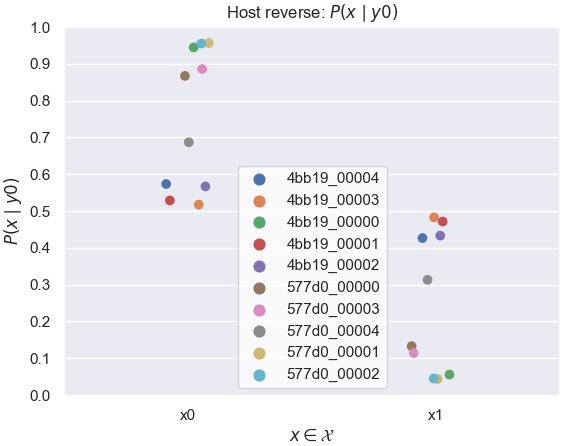 Host reverse: P(x | y0)
1.0
0.9
0.8
0.7
0.6
0.5
0.4
0.3
0.2
0.1
0.0
P(x | y0)
4bb19_00004
4bb19_00003
4bb19_00000
4bb19_00001
4bb19_00002
577d0_00000
577d0_00003
577d0_00004
577d0_00001
577d0_00002
x0 x1
x ∈ 𝒳